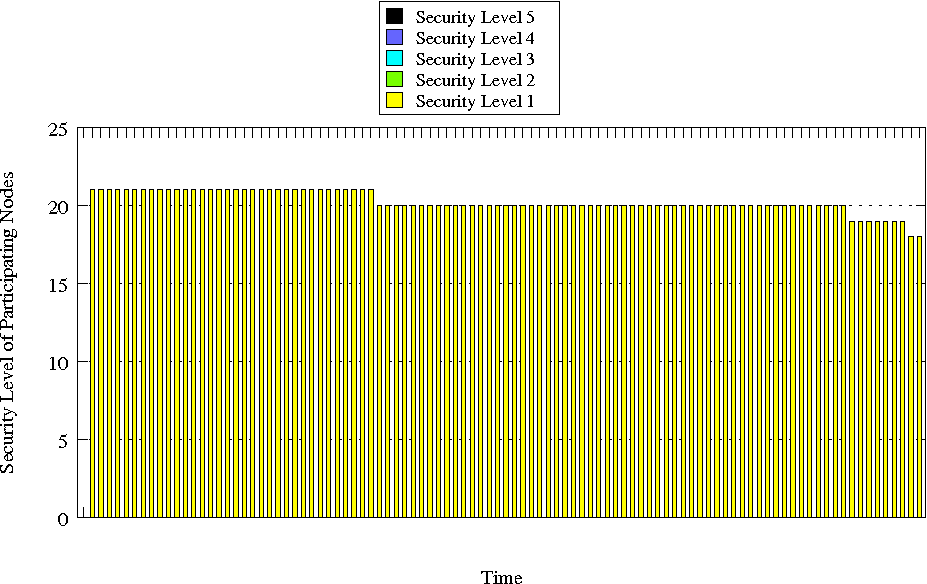 Security Level 5
Security Level 4
Security Level 3
Security Level 2
Security Level 1
25
20
15
10
5
0
Security Level of Participating Nodes
Time